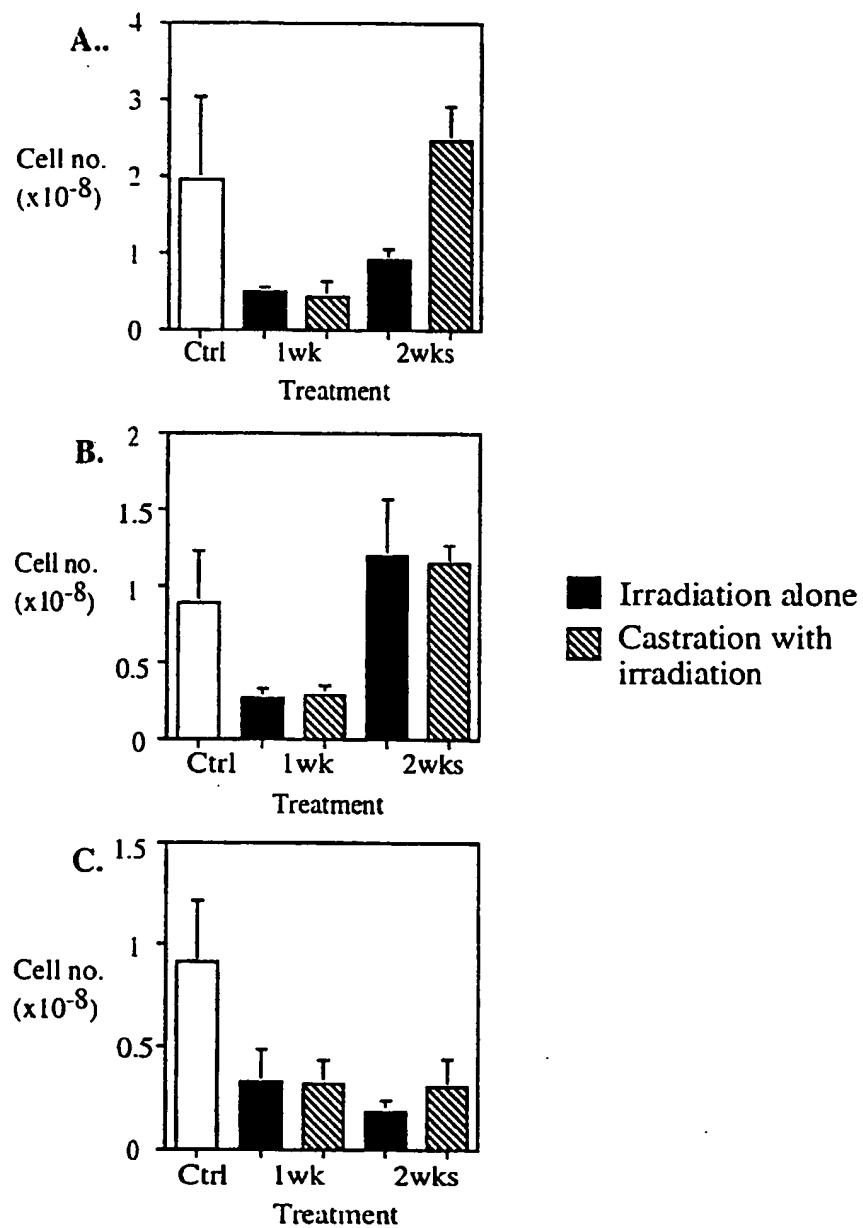 A..
4
3
2
1
0
Cell no.
(x10-8)
Ctrl 1wk 2wks
Treatment
B.
2
1.5
1
0.5
0
Cell no.
(x10-8)
Ctrl 1wk 2wks
Treatment
Irradiation alone
Castration with
irradiation
C.
1.5
1
0.5
0
Cell no.
(x10-8)
Ctrl 1wk 2wks
Treatment